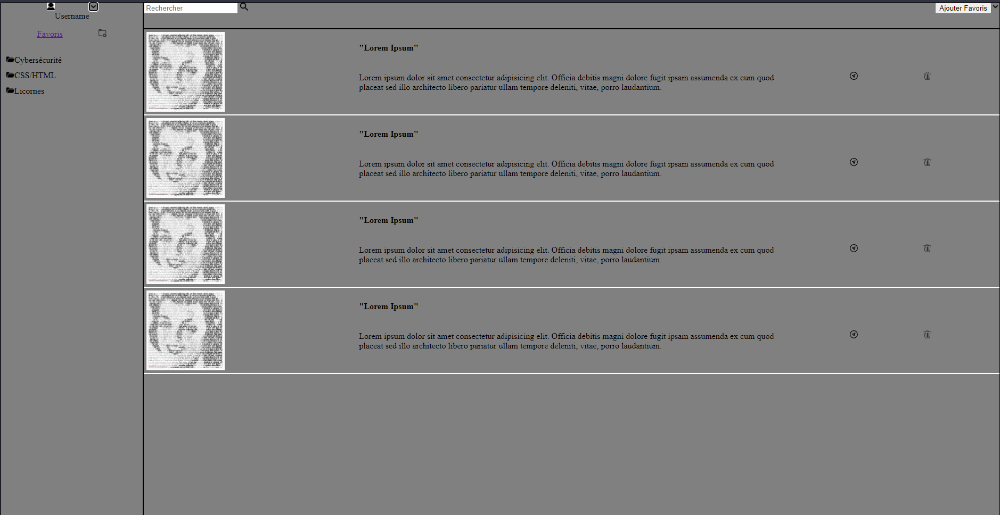 Username
Favoris
Cybersécurité
CSS/HTML
Licornes
Rechercher
Ajouter Favoris
"Lorem Ipsum"
Lorem ipsum dolor sit amet consectetur adipisicing elit. Officia debitis magni dolore fugit ipsam assumenda ex cum quod
placeat sed illo architecto libero pariatur ullam tempore deleniti, vitae, porro laudantium.
"Lorem Ipsum"
Lorem ipsum dolor sit amet consectetur adipisicing elit. Officia debitis magni dolore fugit ipsam assumenda ex cum quod
placeat sed illo architecto libero pariatur ullam tempore deleniti, vitae, porro laudantium.
"Lorem Ipsum"
Lorem ipsum dolor sit amet consectetur adipisicing elit. Officia debitis magni dolore fugit ipsam assumenda ex cum quod
placeat sed illo architecto libero pariatur ullam tempore deleniti, vitae, porro laudantium.
"Lorem Ipsum"
Lorem ipsum dolor sit amet consectetur adipisicing elit. Officia debitis magni dolore fugit ipsam assumenda ex cum quod
placeat sed illo architecto libero pariatur ullam tempore deleniti, vitae, porro laudantium.